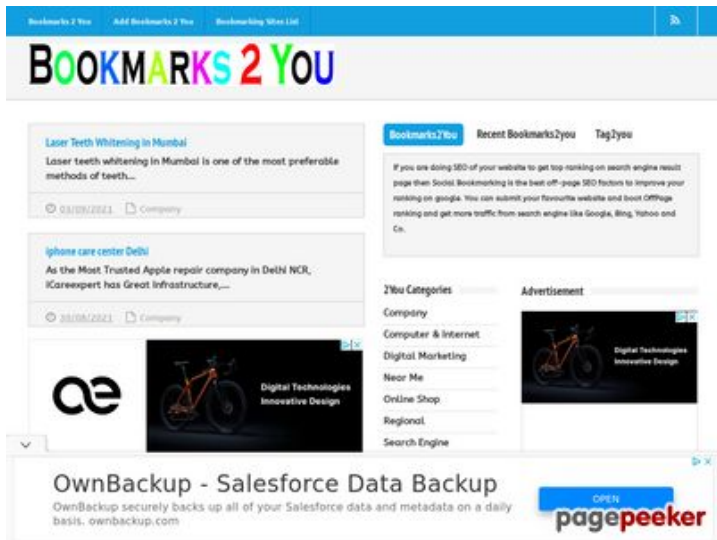 Bookmarks 2 You Add Bookmarks 2 You Bookmarking Sites List
BOOKMARKS 2 YOU
Laser Teeth Whitening In Mumbai
Laser teeth whitening in Mumbai is one of the most preferable
methods of teeth...
03/09/2021 Company
iphone care center Delhi
As the Most Trusted Apple repair company in Delhi NCR,
iCareexpert has Great Infrastructure,...
30/08/2021 Company
Digital Technologies
Innovative Design
Bookmarks2You Recent Bookmarks2you Tag2you
If you are doing SEO of your website to get top ranking on search engine result
page then Social Bookmarking is the best off-page SEO factors to improve your
ranking on google. You can submit your favourite website and boot OffPage
ranking and get more traffic from search engine like Google, Bing, Yahoo and
Co.
2You Categories
Company
Computer & Internet
Digital Marketing
Near Me
Online Shop
Regional
Search Engine
Advertisement
Digital Technologies
Innovative Design
OwnBackup - Salesforce Data Backup
OwnBackup securely backs up all of your Salesforce data and metadata on a daily
basis. ownbackup.com
OPEN
pagepeeker